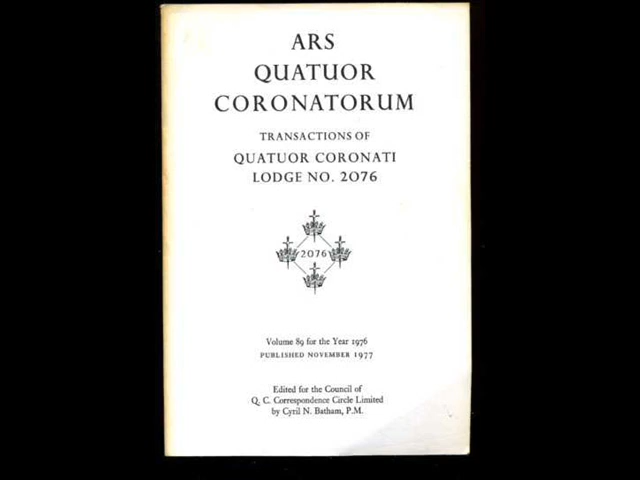 ARS
QUATUOR
CORONATORUM
TRANSACTIONS OF
QUATUOR CORONATI
LODGE NO. 2076
2076
Volume 89 for the Year 1976
PUBLISHED NOVEMBER 1977
Edited for the Council of
Q. C. Correspondence Circle Limited
by Cyril N. Batham, P.M.